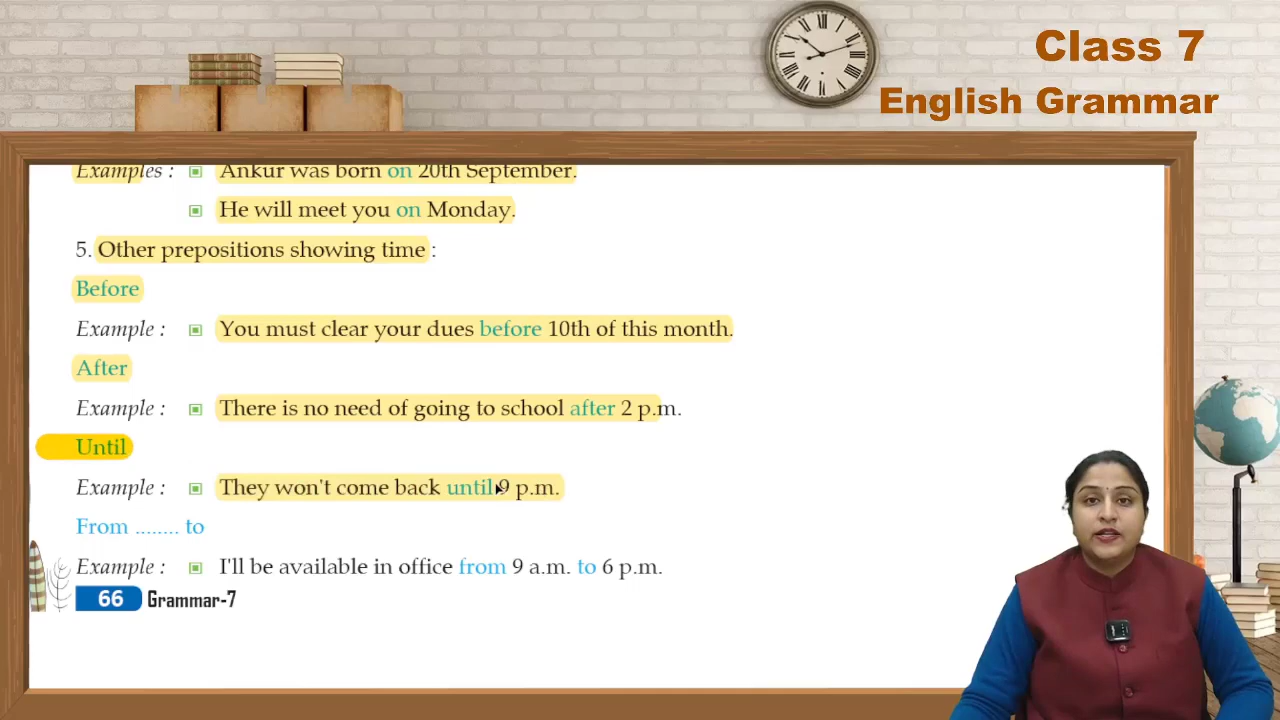 Class 7
English Grammar
Examples : Ankur was born on 20th September.
He will meet you on Monday.
5. Other prepositions showing time :
Before
Example : You must clear your dues before 10th of this month.
After
Example : There is no need of going to school after 2 p.m.
Until
Example : They won't come back until 9 p.m.
From ........ to
Example : I'll be available in office from 9 a.m. to 6 p.m.
66 Grammar-7